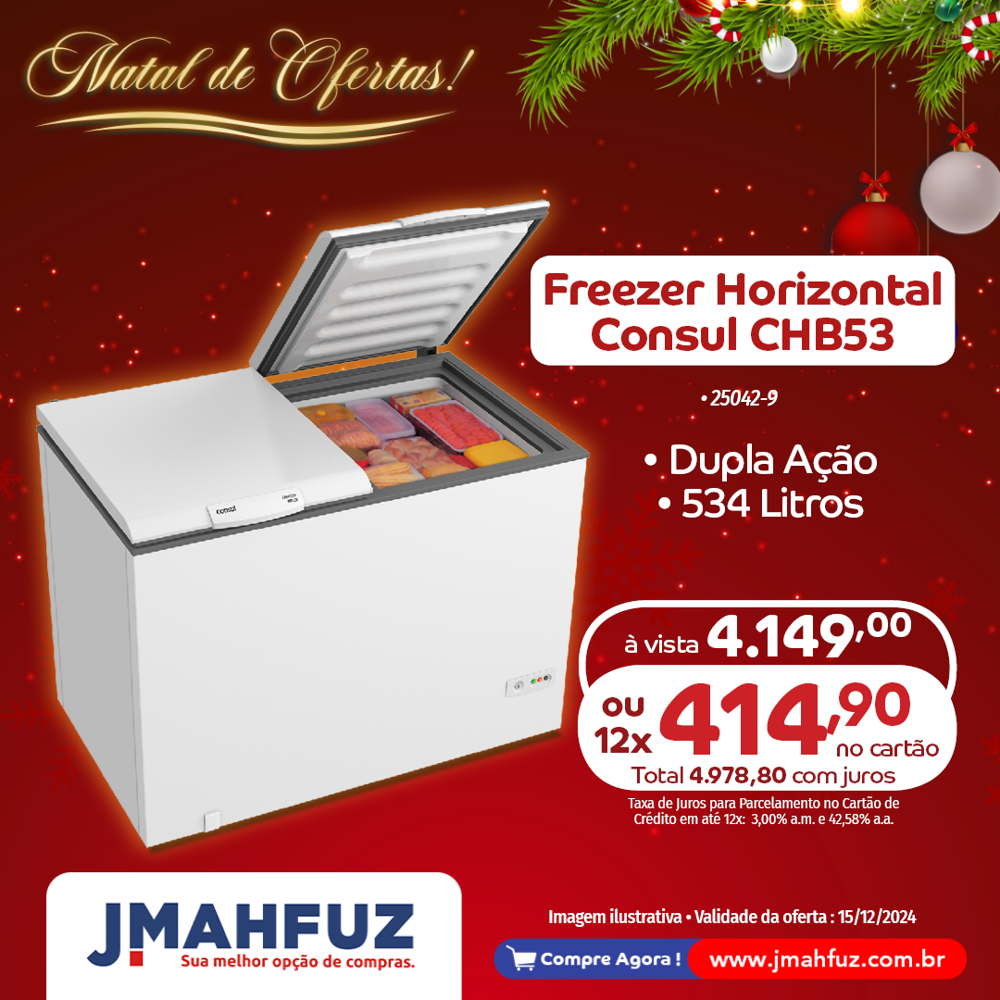 Natal de Ofertas!
Freezer Horizontal
Consul CHB53
• 25042-9
• Dupla Ação
• 534 Litros
consul
à vista 4.149,00
ou
12x 414,90
no cartão
Total 4.978,80 com juros
Taxa de Juros para Parcelamento no Cartão de
Crédito em até 12x: 3,00% a.m. e 42,58% a.a.
JMAHFUZ
Sua melhor opção de compras.
Imagem ilustrativa • Validade da oferta : 15/12/2024
Compre Agora !
www.jmahfuz.com.br